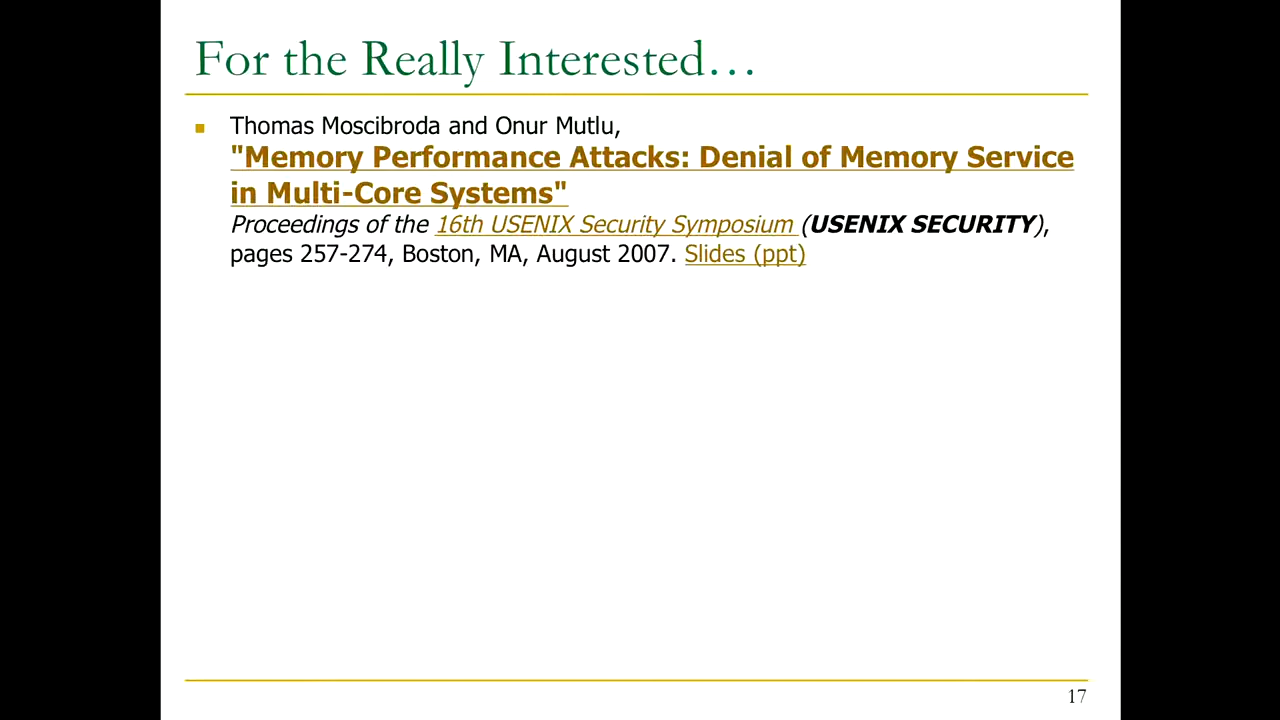 For the Really Interested…
Thomas Moscibroda and Onur Mutlu,
"Memory Performance Attacks: Denial of Memory Service
in Multi-Core Systems"
Proceedings of the 16th USENIX Security Symposium (USENIX SECURITY),
pages 257-274, Boston, MA, August 2007. Slides (ppt)
17